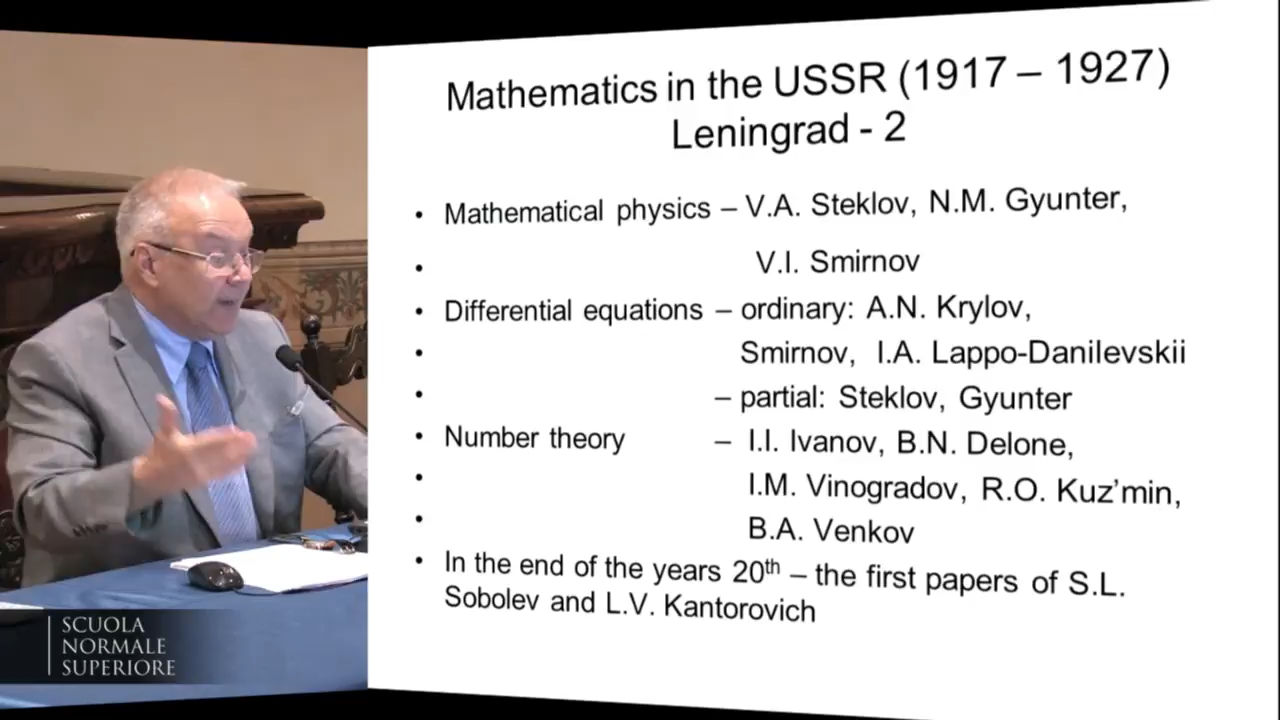 Mathematics in the USSR (1917 – 1927)
Leningrad - 2
• Mathematical physics – V.A. Steklov, N.M. Gyunter,
• V.I. Smirnov
• Differential equations – ordinary: A.N. Krylov,
• Smirnov, I.A. Lappo-Danilevskii
• – partial: Steklov, Gyunter
• Number theory – I.I. Ivanov, B.N. Delone,
• I.M. Vinogradov, R.O. Kuz’min,
• B.A. Venkov
• In the end of the years 20th – the first papers of S.L.
Sobolev and L.V. Kantorovich
SCUOLA
NORMALE
SUPERIORE